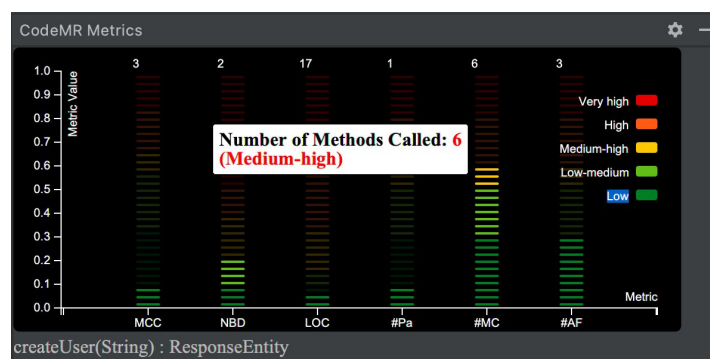 CodeMR Metrics
3 2 17 1 6 3
1.0
0.9
0.8
0.7
0.6
0.5
0.4
0.3
0.2
0.1
0.0
Metric Value
Number of Methods Called: 6
(Medium-high)
Very high
High
Medium-high
Low-medium
Low
Metric
MCC NBD LOC #Pa #MC #AF
createUser(String) : ResponseEntity